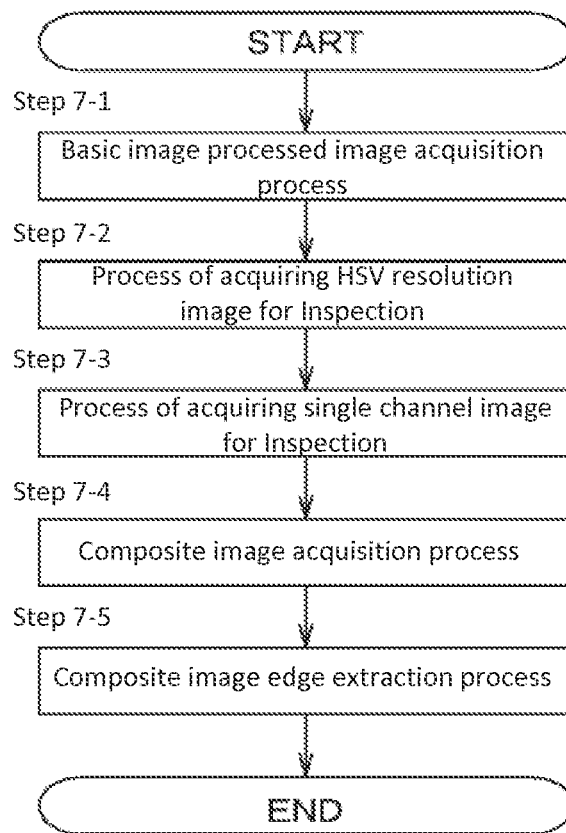 START
Step 7-1
Basic image processed image acquisition
process
Step 7-2
Process of acquiring HSV resolution
image for Inspection
Step 7-3
Process of acquiring single channel image
for Inspection
Step 7-4
Composite image acquisition process
Step 7-5
Composite image edge extraction process
END